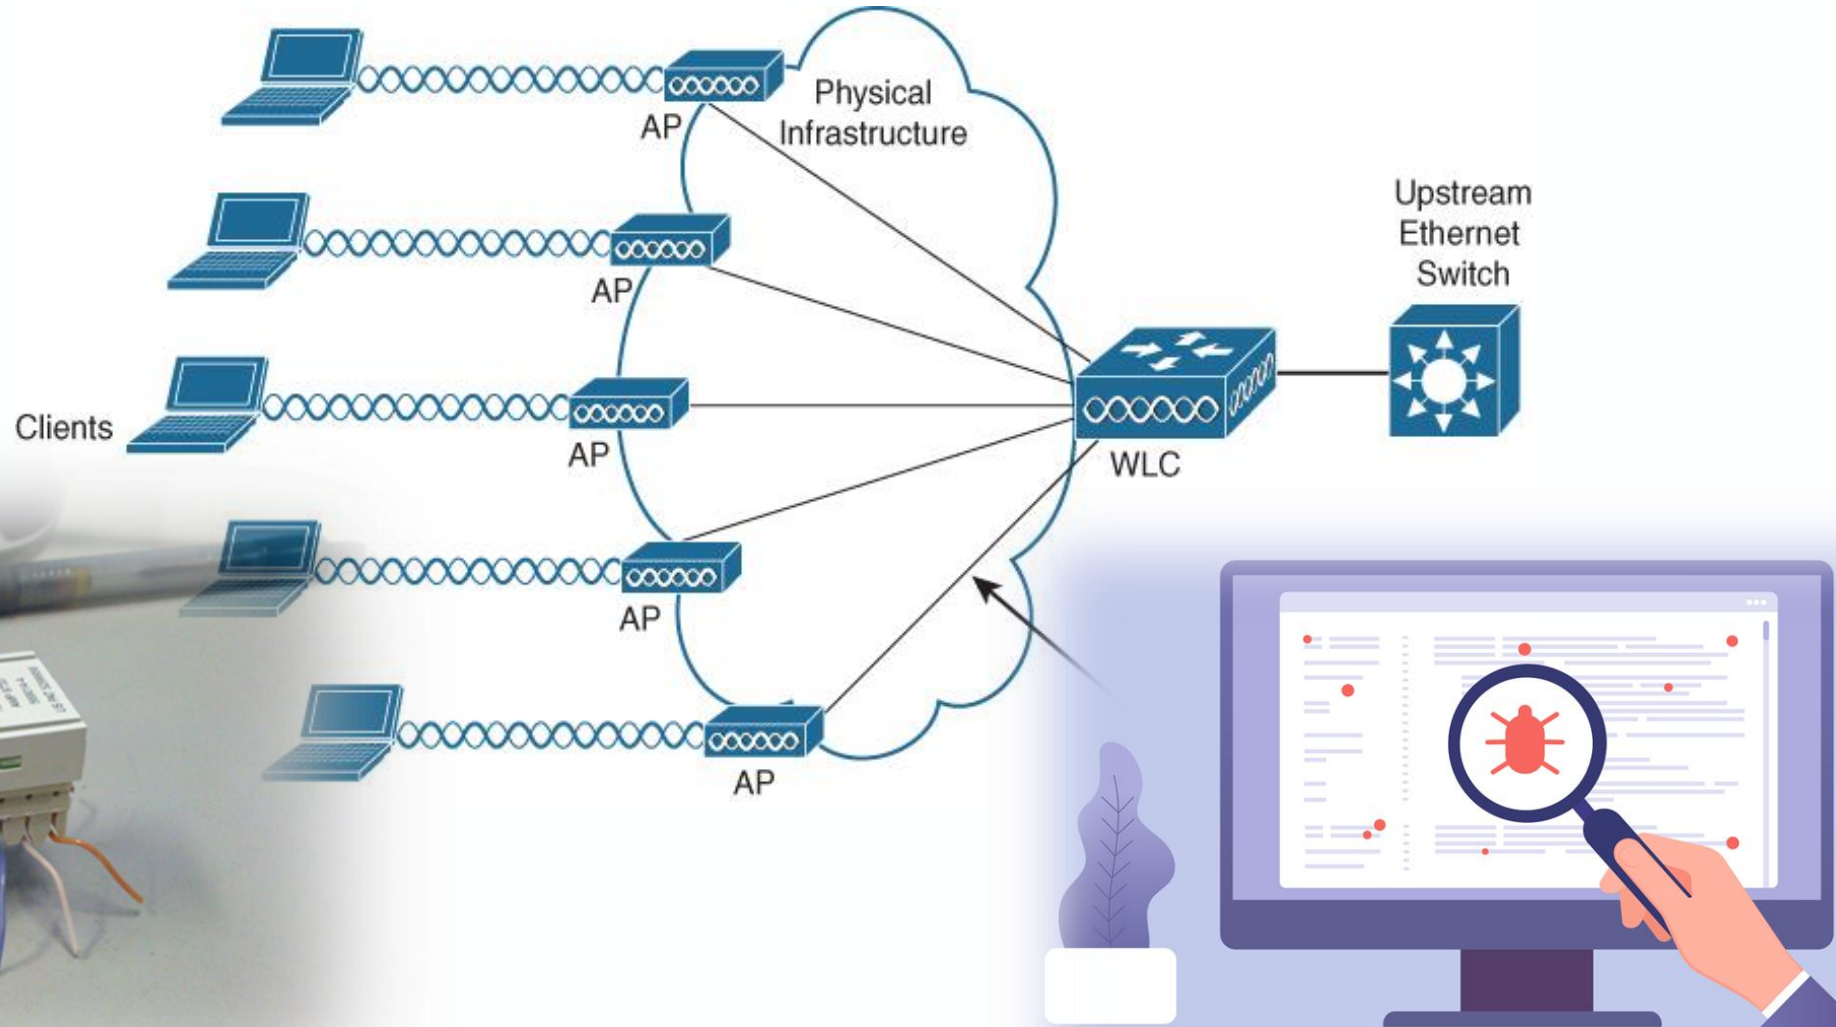 Physical
Infrastructure
AP
Upstream
Ethernet
Switch
AP
Clients
AP
WLC
AP
AP